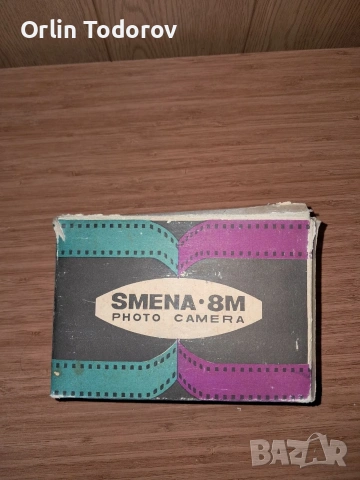 Orlin Todorov
SMENA·8M
PHOTO CAMERA
BAZAR